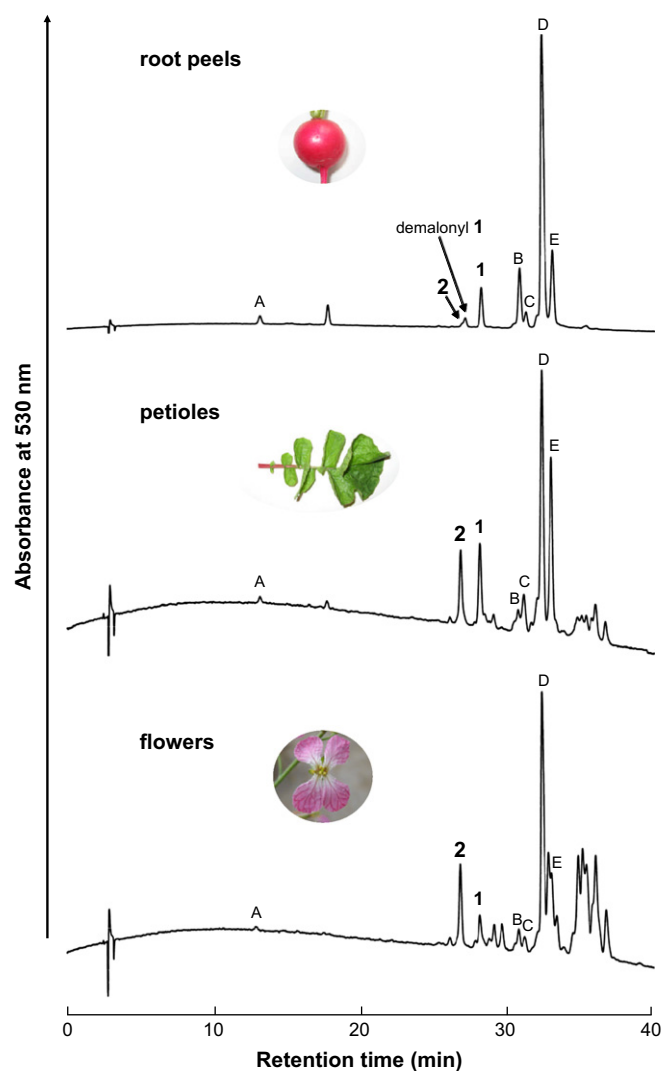 Absorbance at 530 nm
root peels
D
demalonyl 1
E
B
1
2
A
C
petioles
D
E
2
1
C
A
B
flowers
D
2
E
1
A
B
C
0 10 20 30 40
Retention time (min)